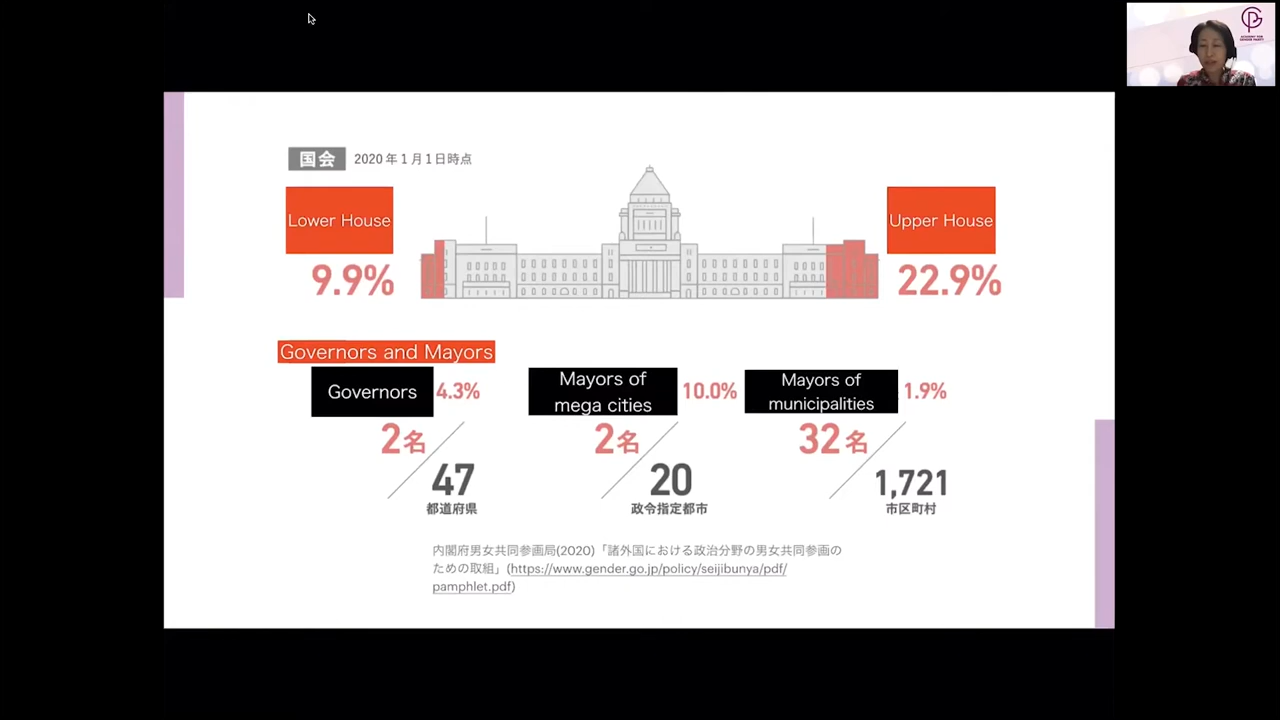 国会 2020年1月1日時点
Lower House
Upper House
9.9%
22.9%
Governors and Mayors
Governors
4.3%
Mayors of
mega cities
10.0%
Mayors of
municipalities
1.9%
2名
47
都道府県
2名
20
政令指定都市
32名
1,721
市区町村
内閣府男女共同参画局(2020)「諸外国における政治分野の男女共同参画の
ための取組」(https://www.gender.go.jp/policy/seijibunya/pdf/
pamphlet.pdf)
ACADEMY FOR
GENDER PARITY